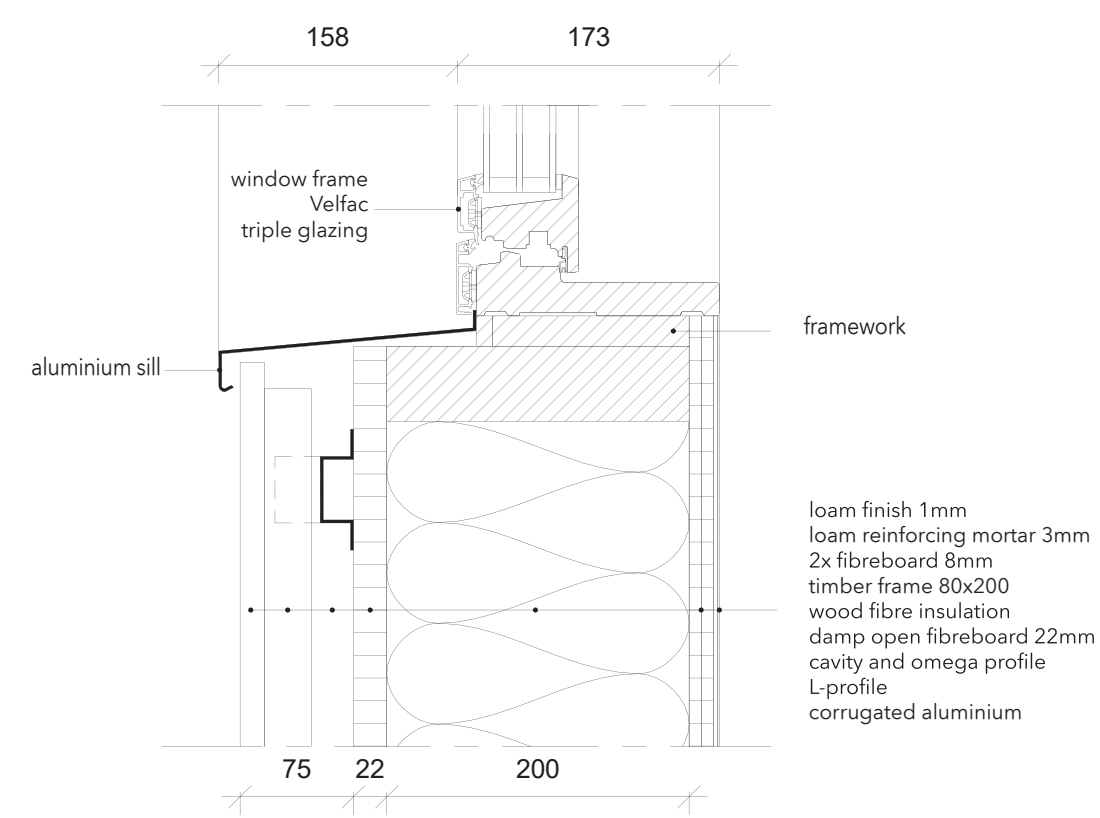 158
173
window frame
Velfac
triple glazing
framework
aluminium sill
loam finish 1mm
loam reinforcing mortar 3mm
2x fibreboard 8mm
timber frame 80x200
wood fibre insulation
damp open fibreboard 22mm
cavity and omega profile
L-profile
corrugated aluminium
75
22
200